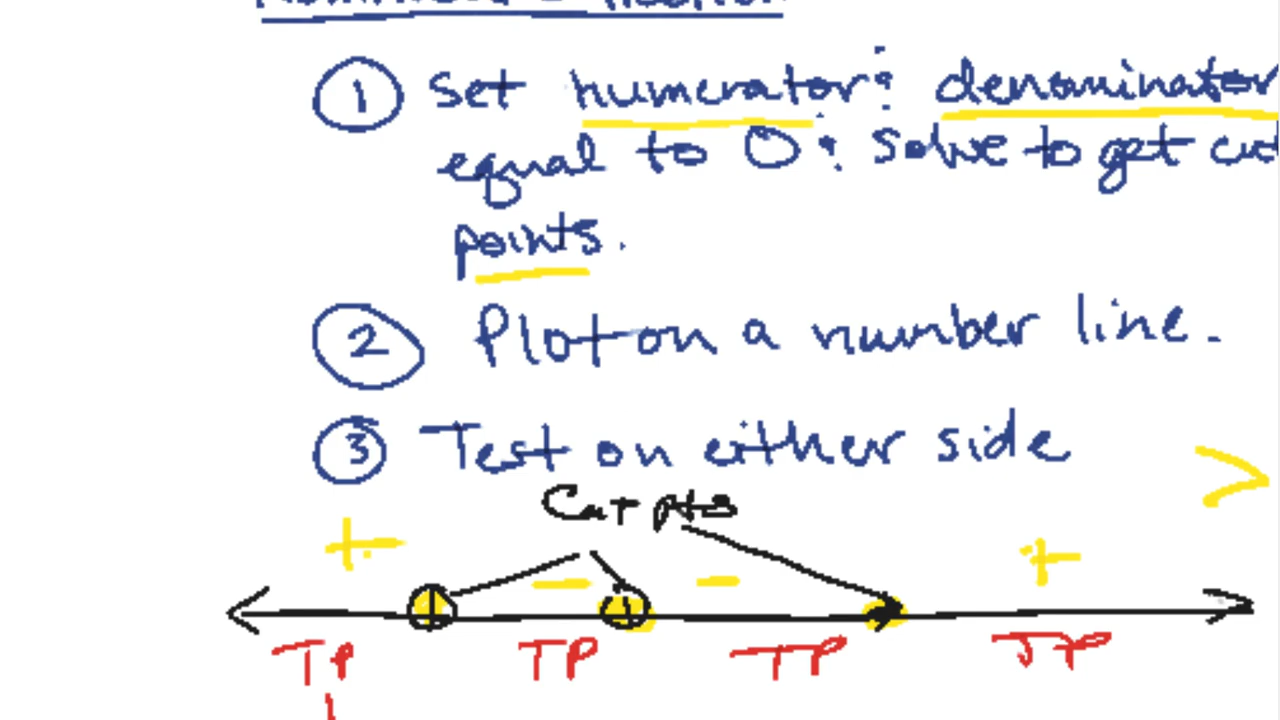 ① Set numerator & denominator
equal to 0 & solve to get cut
points.
② Plot on a number line.
③ Test on either side
>
Cut pts
+ − − +
TP TP TP TP